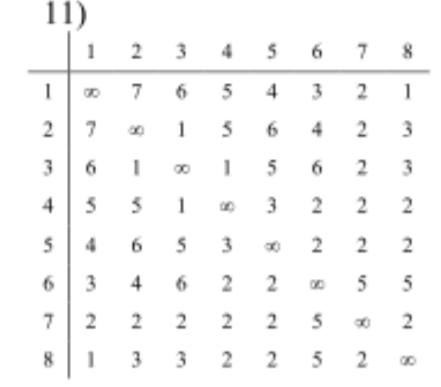 11)
1 2 3 4 5 6 7 8
1 ∞ 7 6 5 4 3 2 1
2 7 ∞ 1 5 6 4 2 3
3 6 1 ∞ 1 5 6 2 3
4 5 5 1 ∞ 3 2 2 2
5 4 6 5 3 ∞ 2 2 2
6 3 4 6 2 2 ∞ 5 5
7 2 2 2 2 2 5 ∞ 2
8 1 3 3 2 2 5 2 ∞